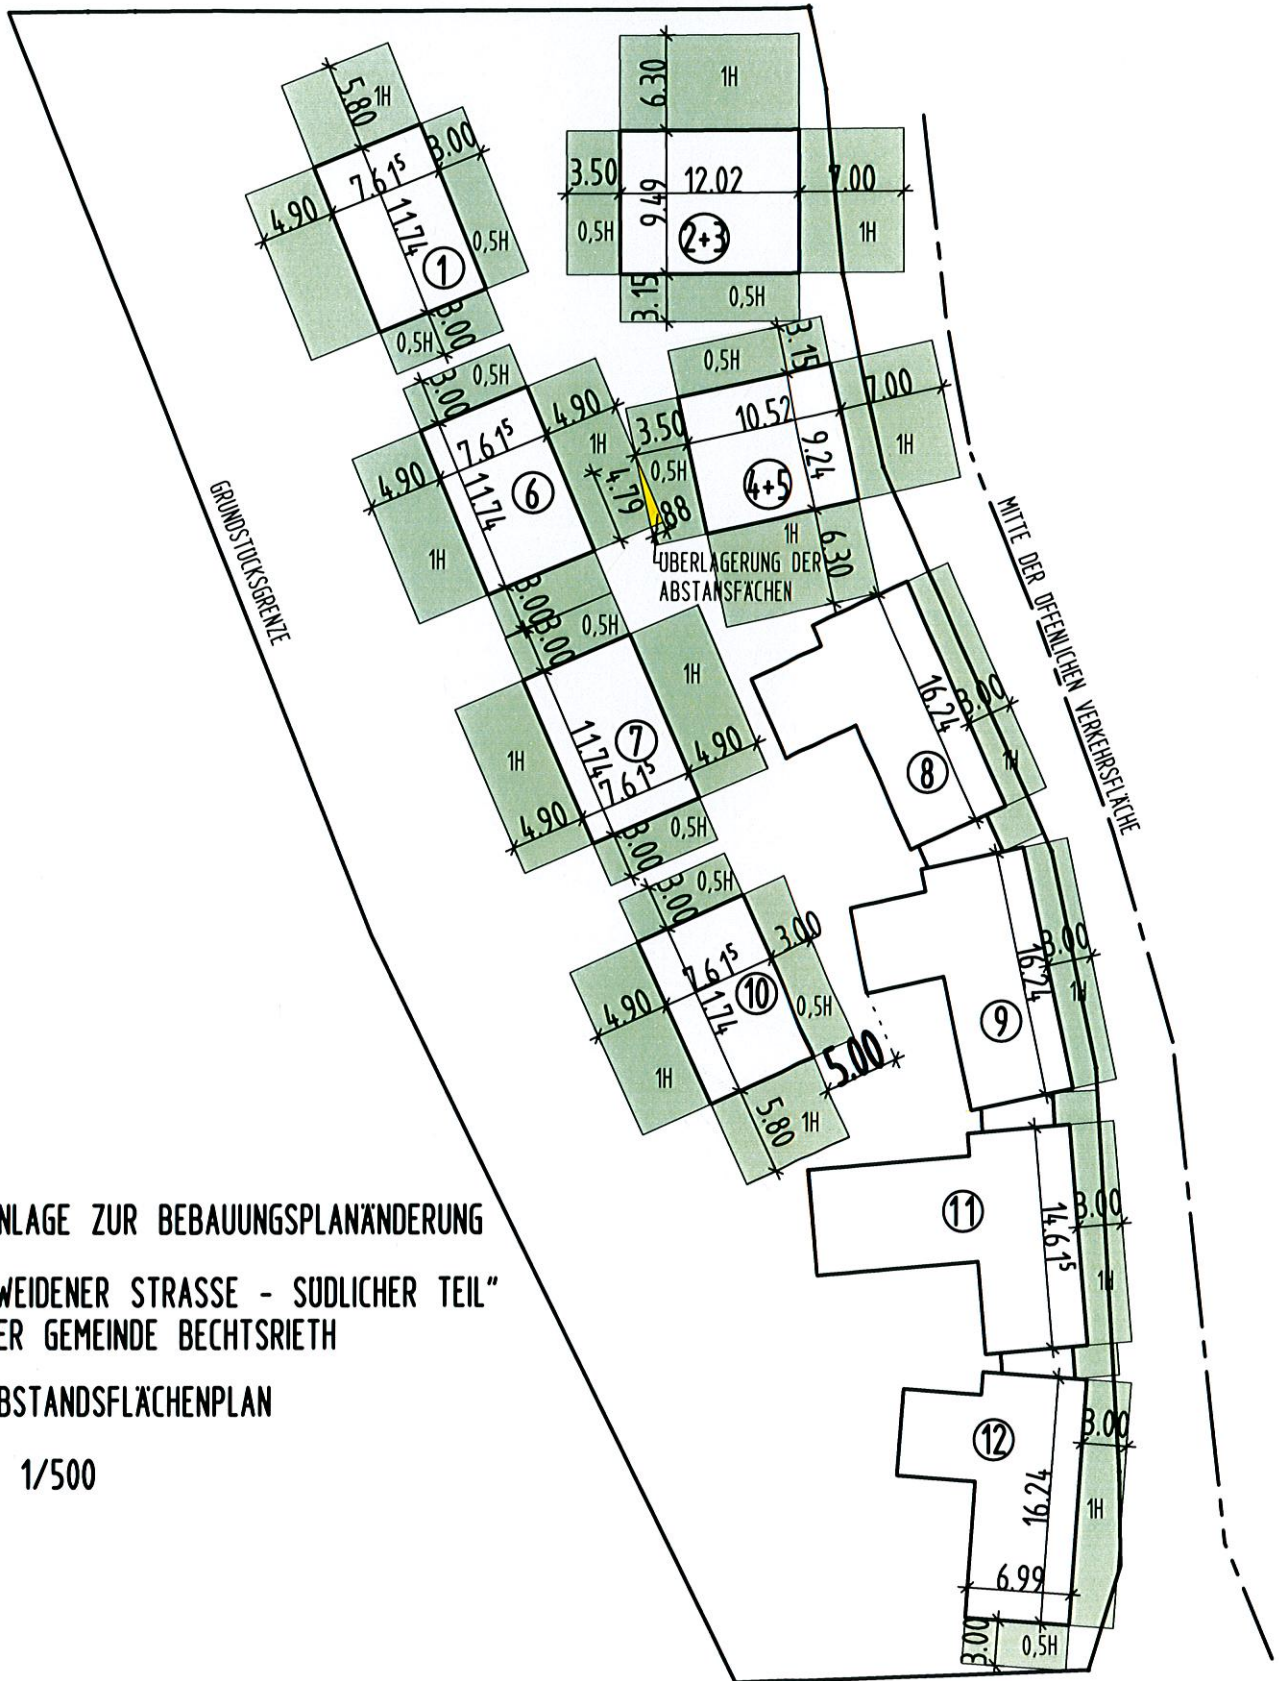 5.80
1H
3.00
7.61⁵
4.90
11.74
0,5H
1
0,5H
3.00
6.30
1H
3.50
12.02
7.00
9.49
0,5H
2+3
1H
3.15
0,5H
3.00
0,5H
4.90
7.61⁵
1H
4.90
11.74
6
4.79
1H
3.00
0,5H
3.15
7.00
10.52
3.50
9.24
0,5H
4+5
1H
.88
1H
6.30
ÜBERLAGERUNG DER
ABSTANSFÄCHEN
GRUNDSTÜCKSGRENZE
MITTE DER ÖFFENLICHEN VERKEHRSFLÄCHE
3.00
0,5H
1H
7
11.74
1H
7.61⁵
4.90
4.90
3.00
0,5H
16.24
3.00
8
1H
3.00
0,5H
3.00
7.61⁵
10
4.90
11.74
0,5H
1H
5.00
5.80
1H
3.00
16.24
9
1H
11
3.00
14.61⁵
1H
NLAGE ZUR BEBAUUNGSPLANÄNDERUNG
WEIDENER STRASSE - SÜDLICHER TEIL"
ER GEMEINDE BECHTSRIETH
BSTANDSFLÄCHENPLAN
1/500
12
3.00
16.24
1H
6.99
3.00
0,5H